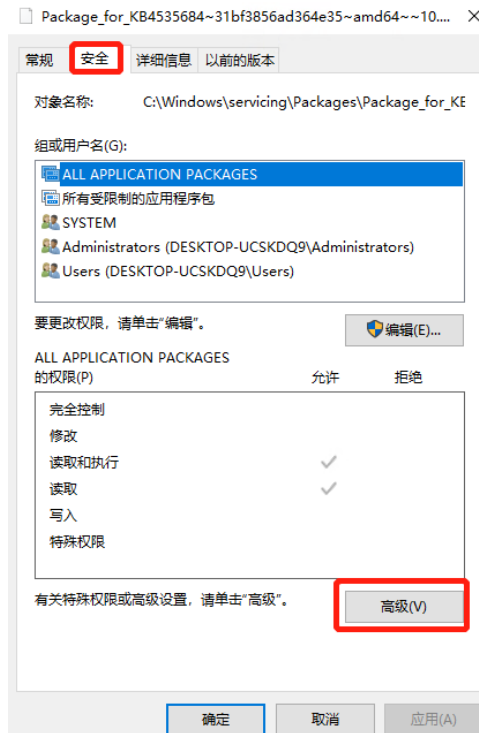 Package_for_KB4535684~31bf3856ad364e35~amd64~~10....
常规 安全 详细信息 以前的版本
对象名称: C:\Windows\servicing\Packages\Package_for_KE
组或用户名(G):
ALL APPLICATION PACKAGES
所有受限制的应用程序包
SYSTEM
Administrators (DESKTOP-UCSKDQ9\Administrators)
Users (DESKTOP-UCSKDQ9\Users)
要更改权限，请单击"编辑"。 编辑(E)...
ALL APPLICATION PACKAGES
的权限(P) 允许 拒绝
完全控制
修改
读取和执行
读取
写入
特殊权限
有关特殊权限或高级设置，请单击"高级"。 高级(V)
确定 取消 应用(A)